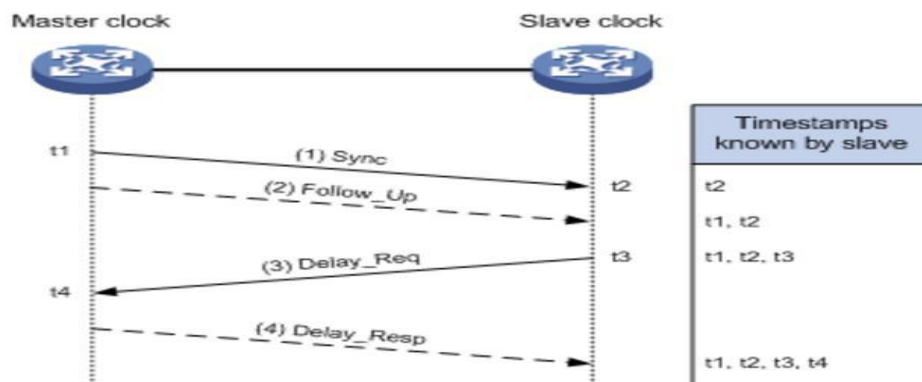 Master clock
Slave clock
Timestamps
known by slave
t1
(1) Sync
t2
t2
(2) Follow_Up
t1, t2
(3) Delay_Req
t3
t1, t2, t3
t4
(4) Delay_Resp
t1, t2, t3, t4